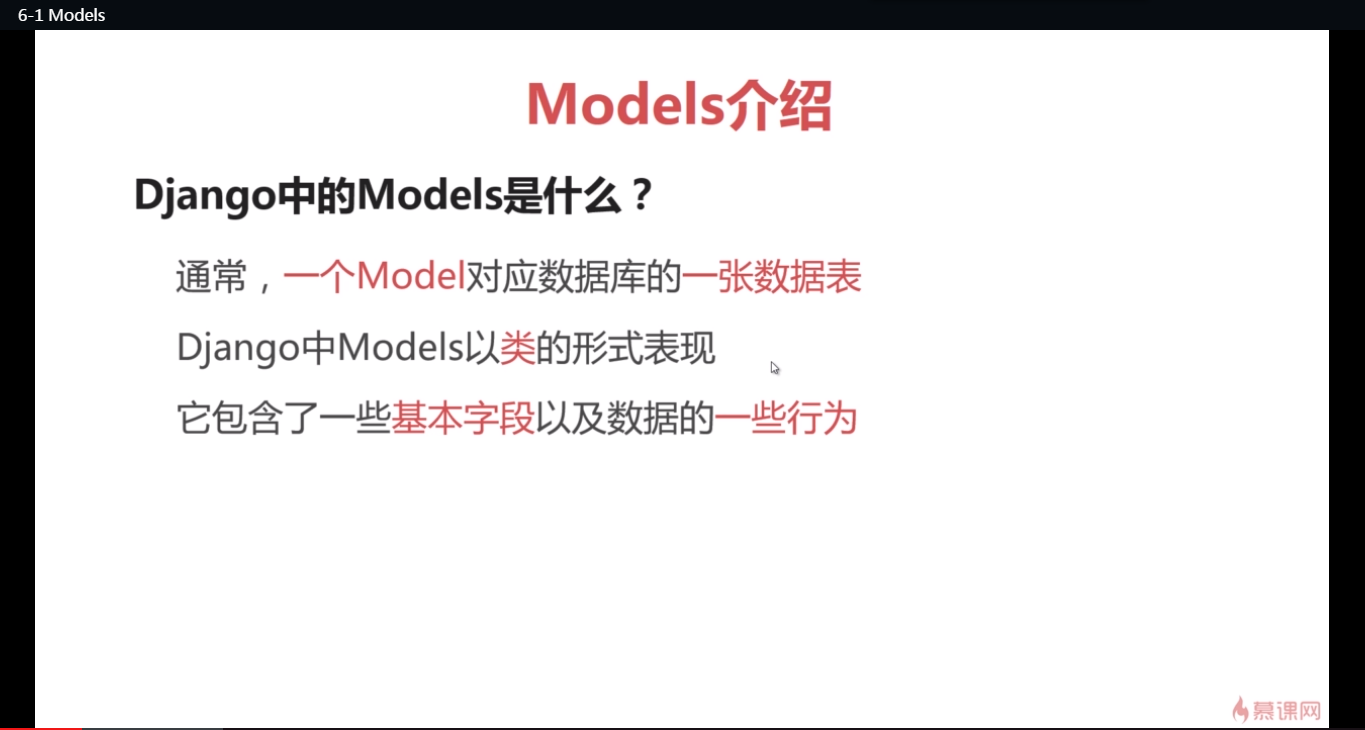 6-1 Models
Models介绍
Django中的Models是什么？
通常，一个Model对应数据库的一张数据表
Django中Models以类的形式表现
它包含了一些基本字段以及数据的一些行为
慕课网